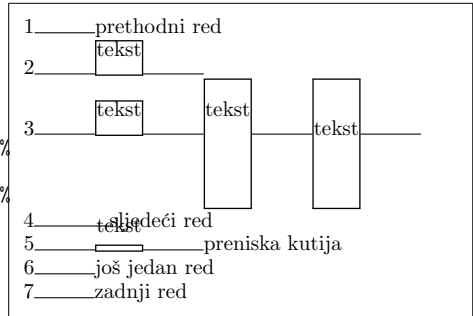 1 prethodni red
tekst
2
3 tekst tekst tekst
%
%
4 sljedeći red
tekst
5 preniska kutija
6 još jedan red
7 zadnji red